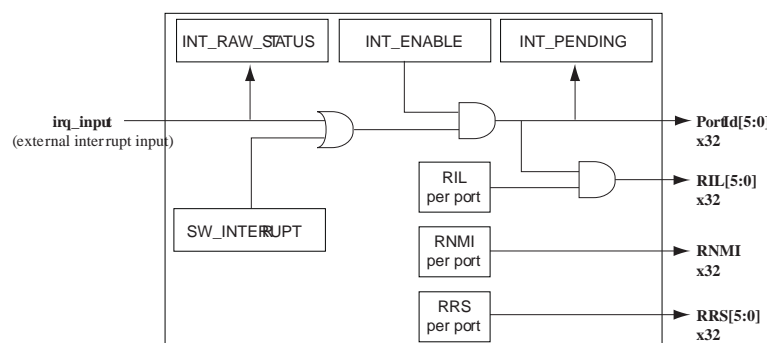 INT_RAW_STATUS
INT_ENABLE
INT_PENDING
irq_input
(external interrupt input)
PortId[5:0]
x32
RIL
per port
RIL[5:0]
x32
SW_INTERRUPT
RNMI
per port
RNMI
x32
RRS
per port
RRS[5:0]
x32